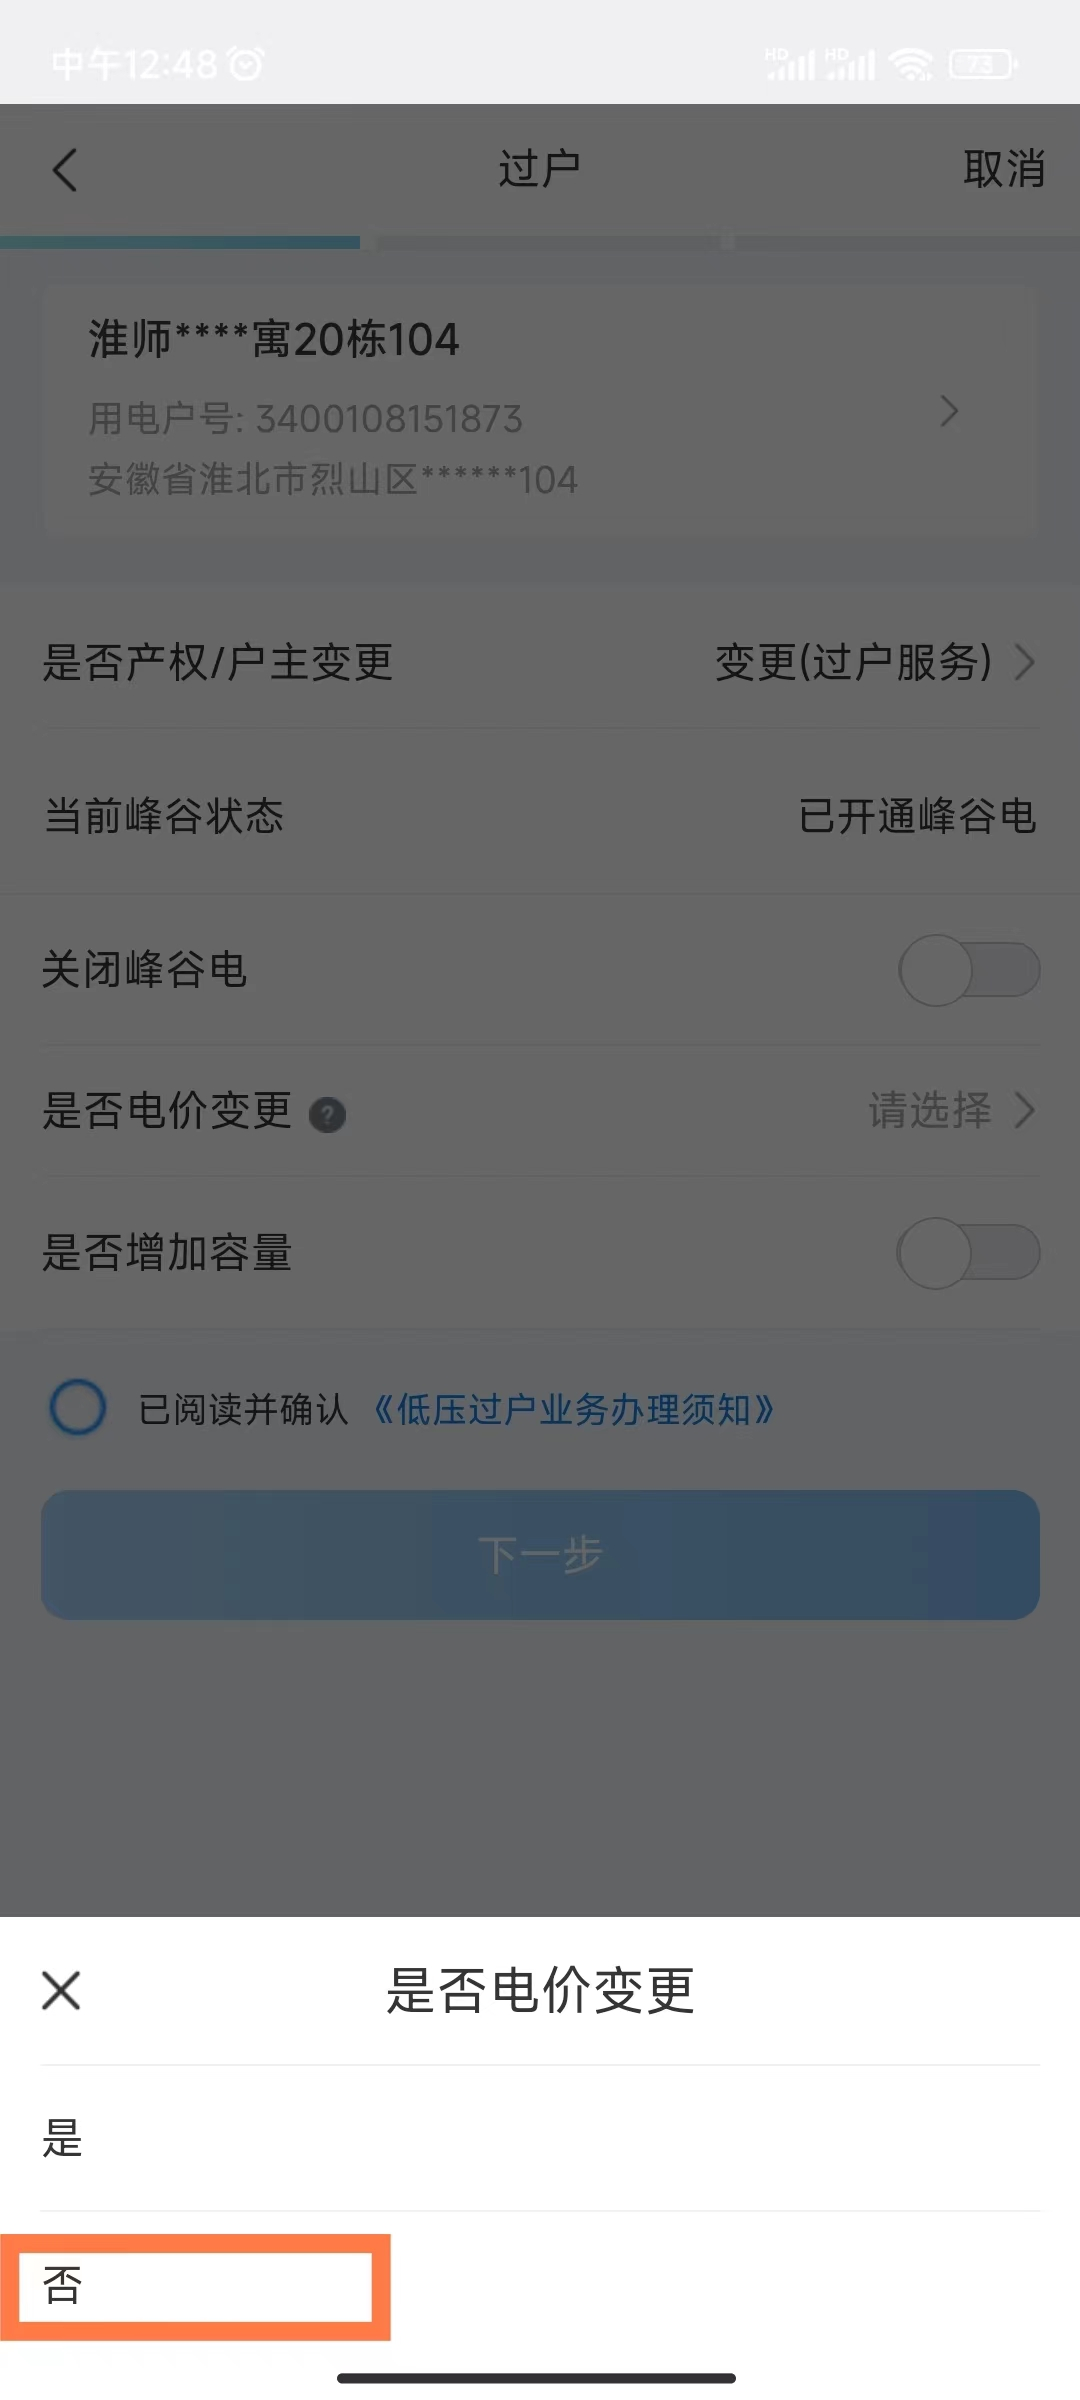 中午12:48
HD HD 73
过户
取消
淮师****寓20栋104
用电户号: 3400108151873
安徽省淮北市烈山区******104
是否产权/户主变更
变更(过户服务)
当前峰谷状态
已开通峰谷电
关闭峰谷电
是否电价变更 ?
请选择
是否增加容量
已阅读并确认《低压过户业务办理须知》
下一步
是否电价变更
是
否